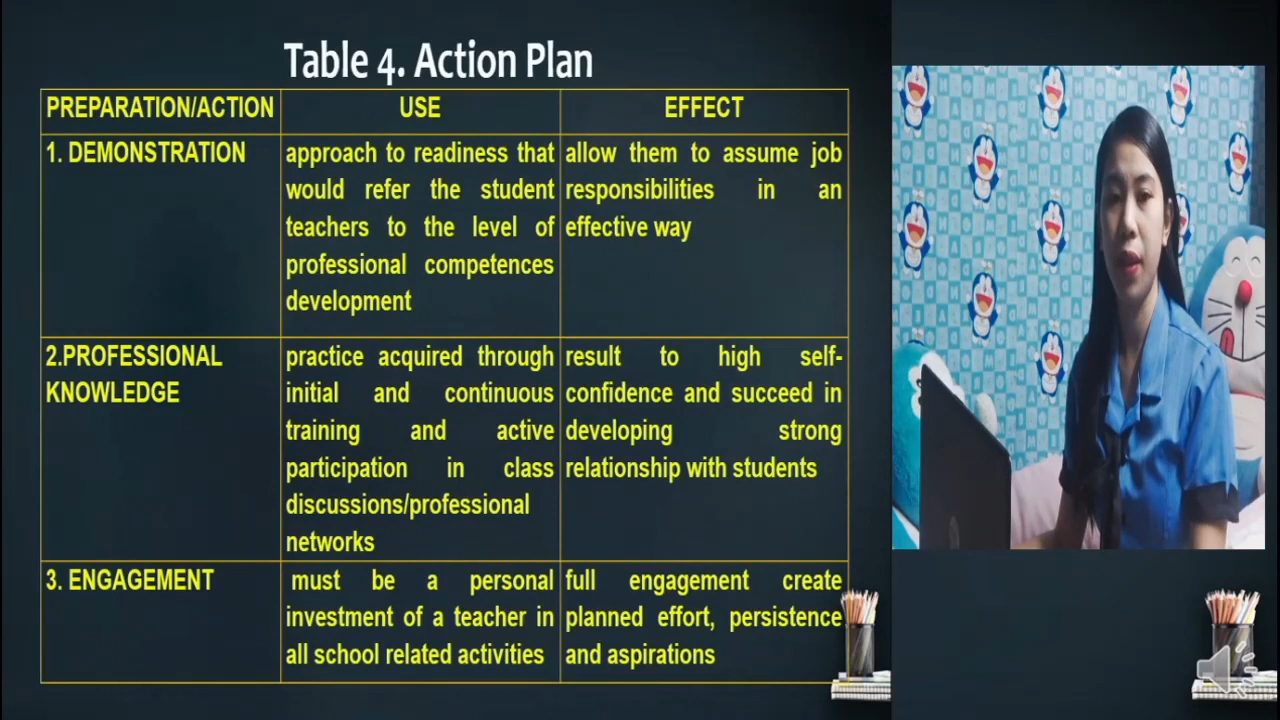 Table 4. Action Plan
PREPARATION/ACTION USE EFFECT
1. DEMONSTRATION
approach to readiness that
would refer the student
teachers to the level of
professional competences
development
allow them to assume job
responsibilities in an
effective way
2.PROFESSIONAL
KNOWLEDGE
practice acquired through
initial and continuous
training and active
participation in class
discussions/professional
networks
result to high self-
confidence and succeed in
developing strong
relationship with students
3. ENGAGEMENT
must be a personal
investment of a teacher in
all school related activities
full engagement create
planned effort, persistence
and aspirations